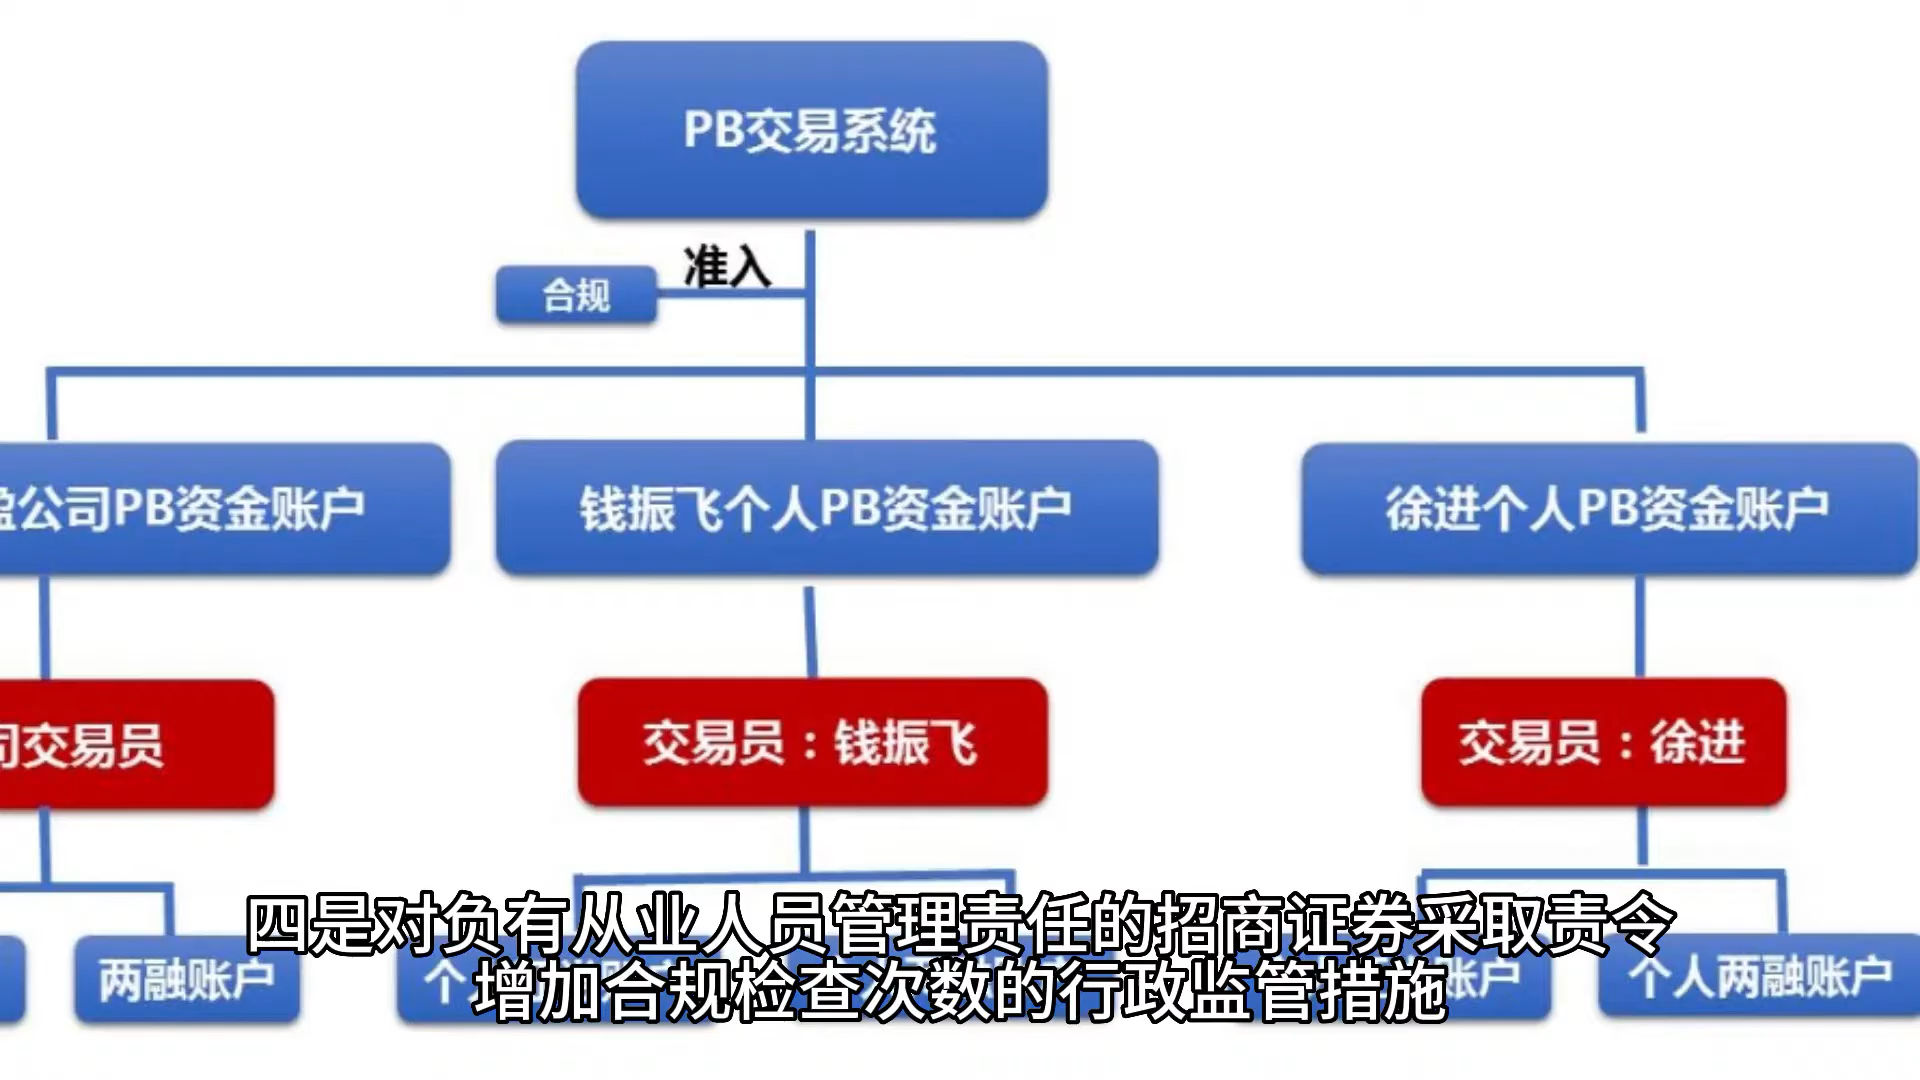 PB交易系统
准入
合规
盈公司PB资金账户
钱振飞个人PB资金账户
徐进个人PB资金账户
司交易员
交易员：钱振飞
交易员：徐进
两融账户
个
账户
个人两融账户
四是对负有从业人员管理责任的招商证券采取责令
增加合规检查次数的行政监管措施